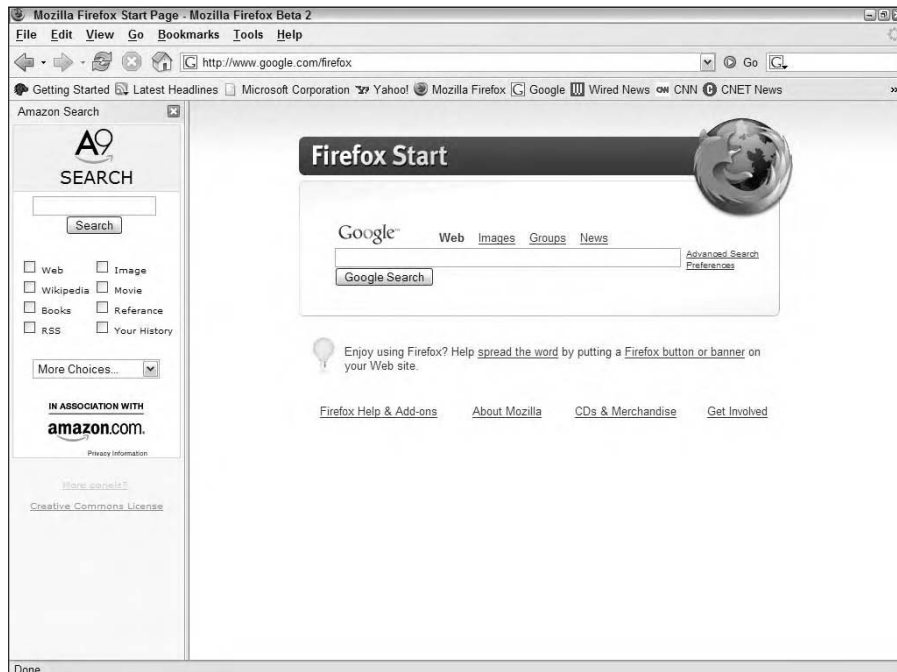 Mozilla Firefox Start Page - Mozilla Firefox Beta 2
File Edit View Go Bookmarks Tools Help
G http://www.google.com/firefox Go G
Getting Started Latest Headlines Microsoft Corporation Yahoo! Mozilla Firefox G Google Wired News CNN CNET News »
Amazon Search
A9
SEARCH
Search
Web Image
Wikipedia Movie
Books Referance
RSS Your History
More Choices...
IN ASSOCIATION WITH
amazon.com.
Privacy Information
More panels?
Creative Commons License
Firefox Start
Google™ Web Images Groups News
Advanced Search
Preferences
Google Search
Enjoy using Firefox? Help spread the word by putting a Firefox button or banner on
your Web site.
Firefox Help & Add-ons About Mozilla CDs & Merchandise Get Involved
Done